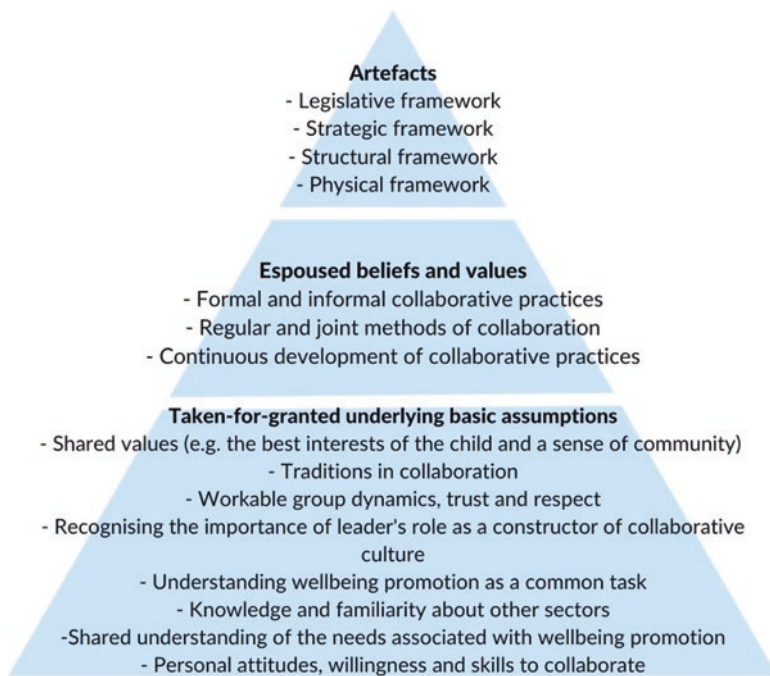 Artefacts
- Legislative framework
- Strategic framework
- Structural framework
- Physical framework
Espoused beliefs and values
- Formal and informal collaborative practices
- Regular and joint methods of collaboration
- Continuous development of collaborative practices
Taken-for-granted underlying basic assumptions
- Shared values (e.g. the best interests of the child and a sense of community)
- Traditions in collaboration
- Workable group dynamics, trust and respect
- Recognising the importance of leader's role as a constructor of collaborative
culture
- Understanding wellbeing promotion as a common task
- Knowledge and familiarity about other sectors
-Shared understanding of the needs associated with wellbeing promotion
- Personal attitudes, willingness and skills to collaborate